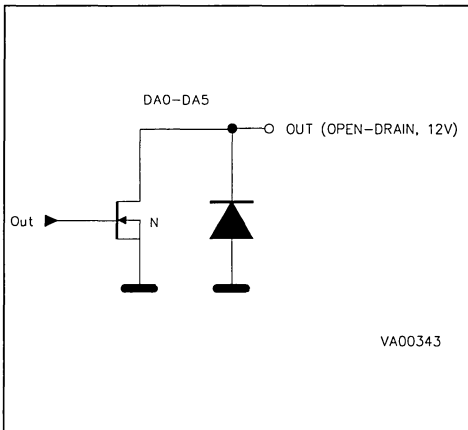 DA0-DA5
OUT (OPEN-DRAIN, 12V)
Out
N
VA00343